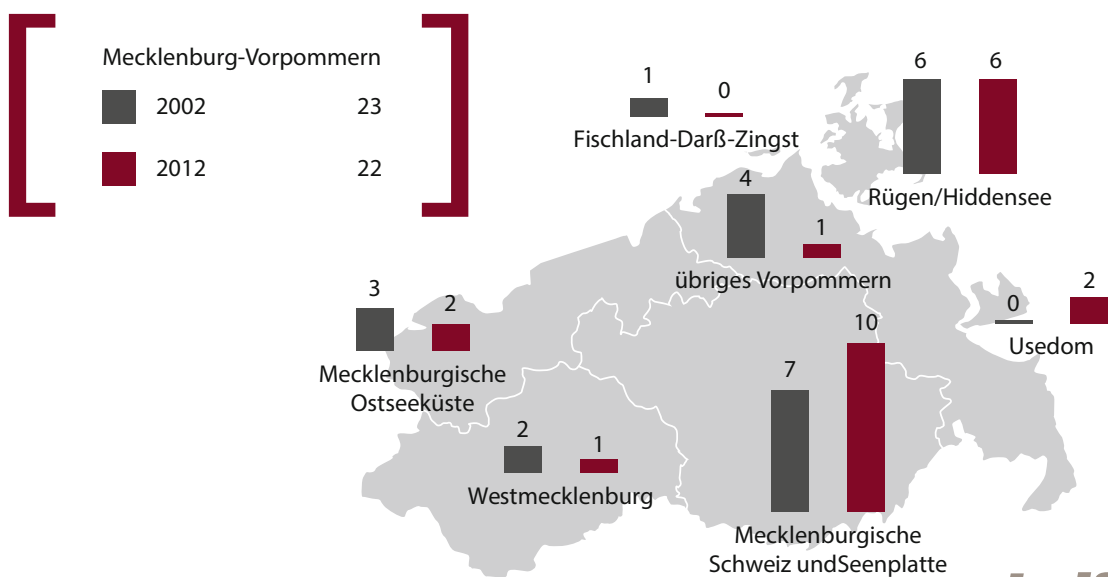 Mecklenburg-Vorpommern
2002 23
2012 22
1 0
Fischland-Darß-Zingst
6 6
Rügen/Hiddensee
4 1
übriges Vorpommern
0 2
Usedom
3 2
Mecklenburgische
Ostseeküste
7 10
Mecklenburgische
Schweiz undSeenplatte
2 1
Westmecklenburg